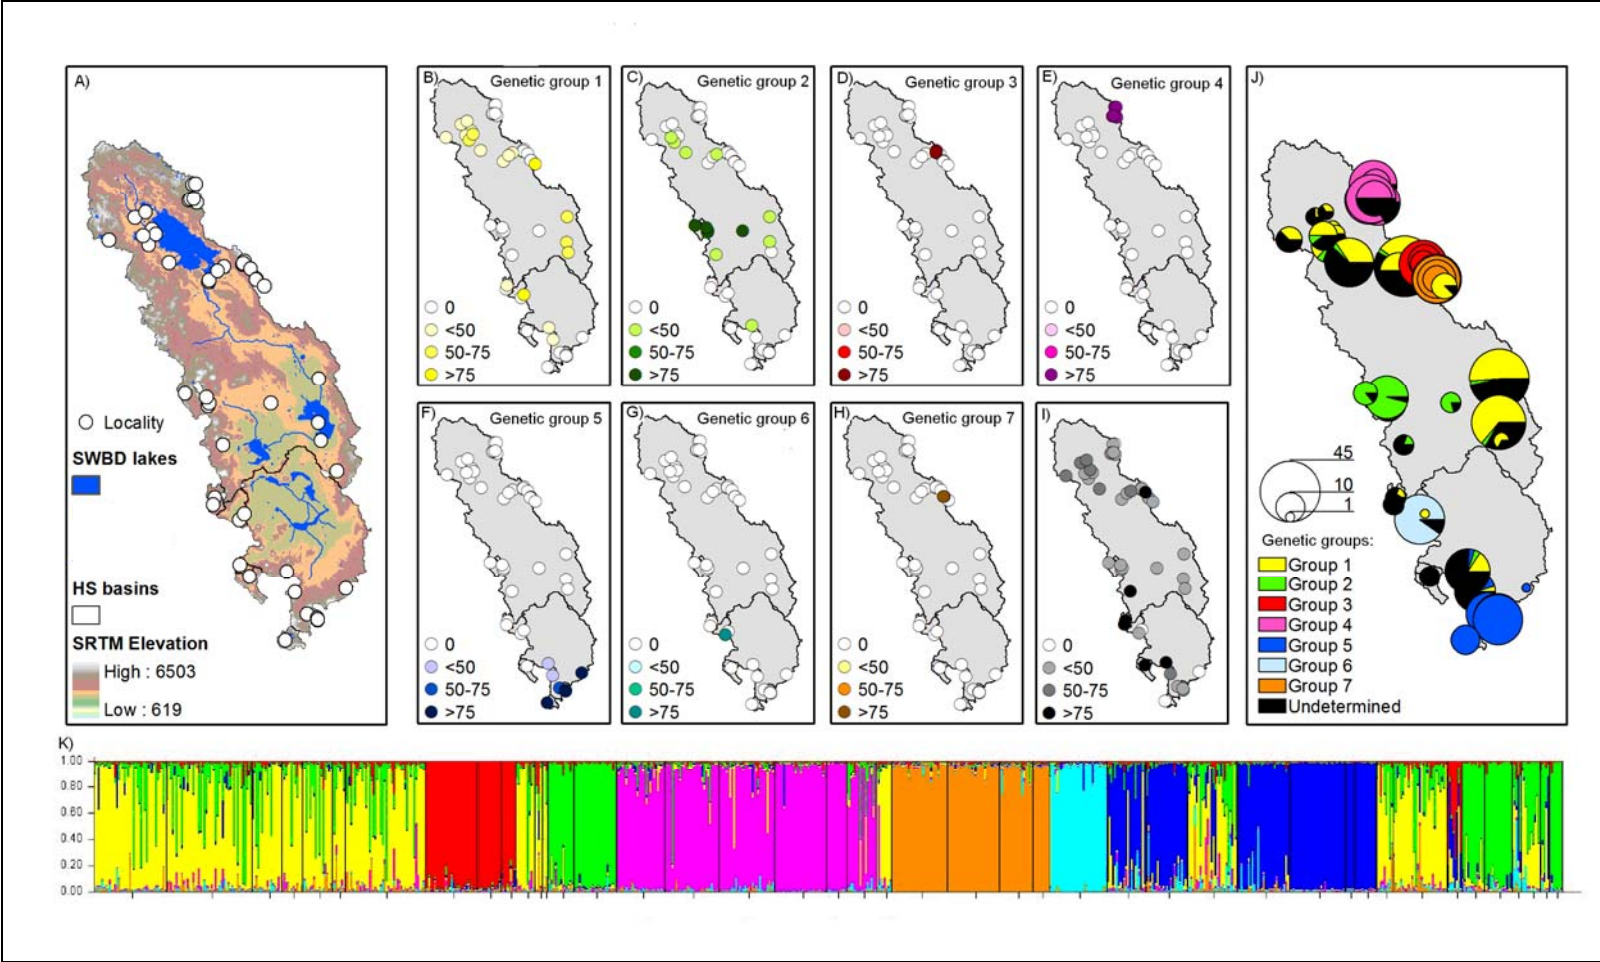 A)
Locality
SWBD lakes
HS basins
SRTM Elevation
High : 6503
Low : 619
B) Genetic group 1
0
<50
50-75
>75
C) Genetic group 2
0
<50
50-75
>75
D) Genetic group 3
0
<50
50-75
>75
E) Genetic group 4
0
<50
50-75
>75
F) Genetic group 5
0
<50
50-75
>75
G) Genetic group 6
0
<50
50-75
>75
H) Genetic group 7
0
<50
50-75
>75
I)
0
<50
50-75
>75
J)
45
10
1
Genetic groups:
Group 1
Group 2
Group 3
Group 4
Group 5
Group 6
Group 7
Undetermined
K)
1.00
0.80
0.60
0.40
0.20
0.00